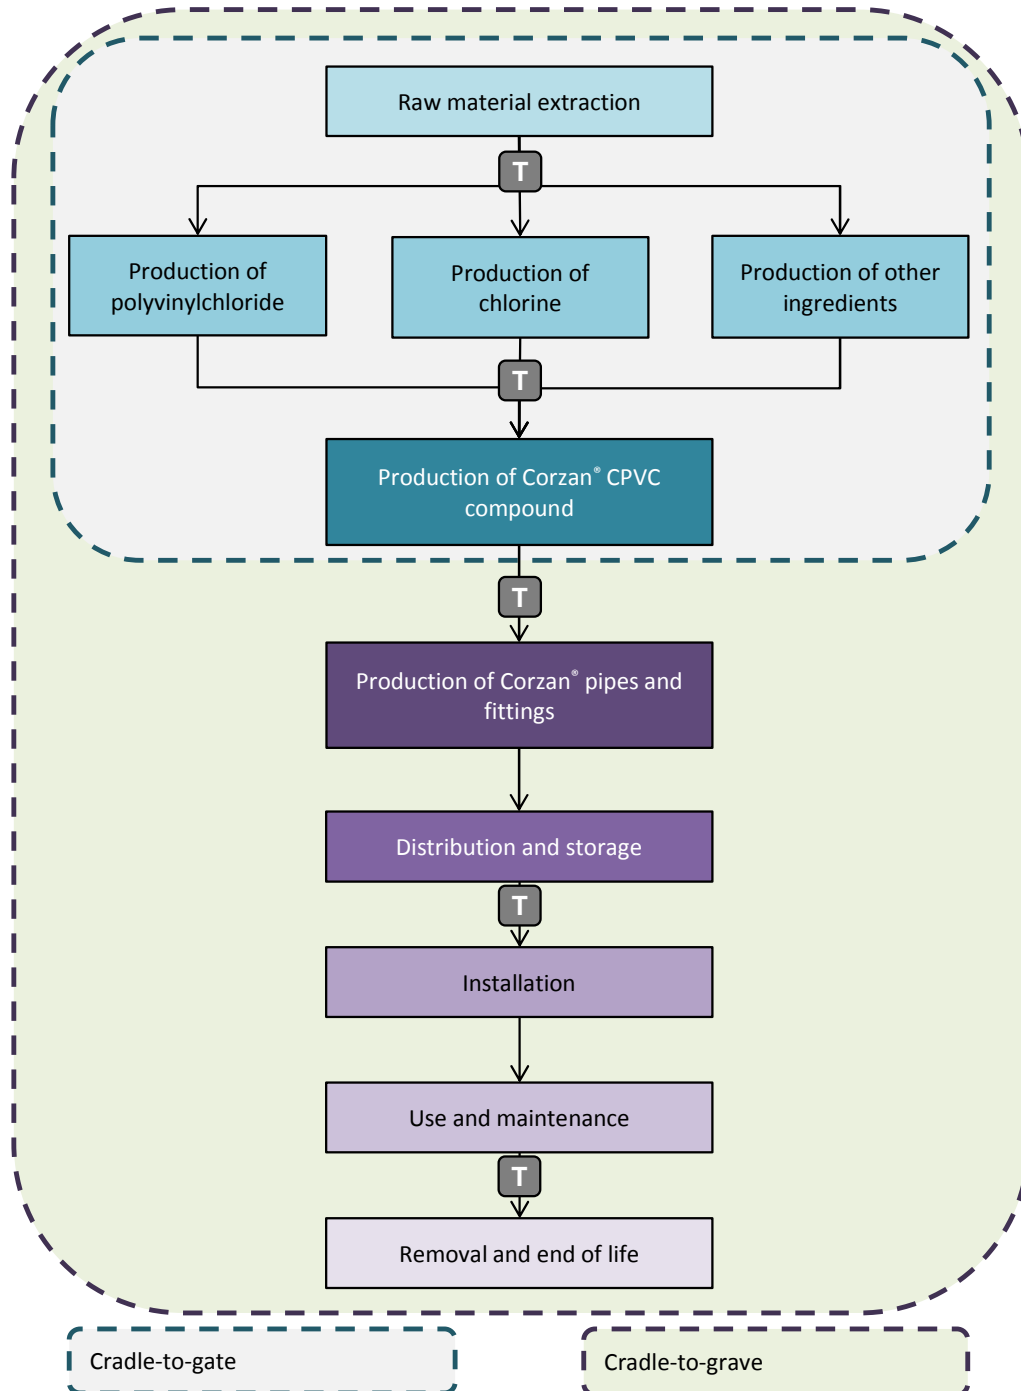 Raw material extraction
T
Production of
polyvinylchloride
Production of
chlorine
Production of other
ingredients
T
Production of Corzan® CPVC
compound
T
Production of Corzan® pipes and
fittings
Distribution and storage
T
Installation
Use and maintenance
T
Removal and end of life
Cradle-to-gate
Cradle-to-grave